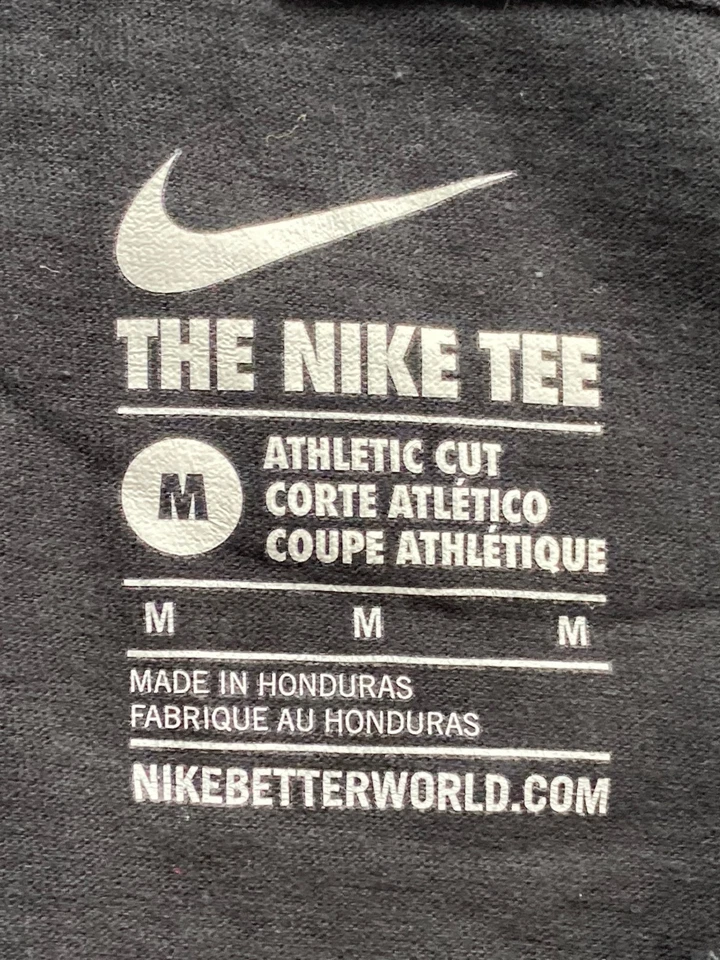 THE NIKE TEE
M
ATHLETIC CUT
CORTE ATLÉTICO
COUPE ATHLÉTIQUE
M M M
MADE IN HONDURAS
FABRIQUE AU HONDURAS
NIKEBETTERWORLD.COM